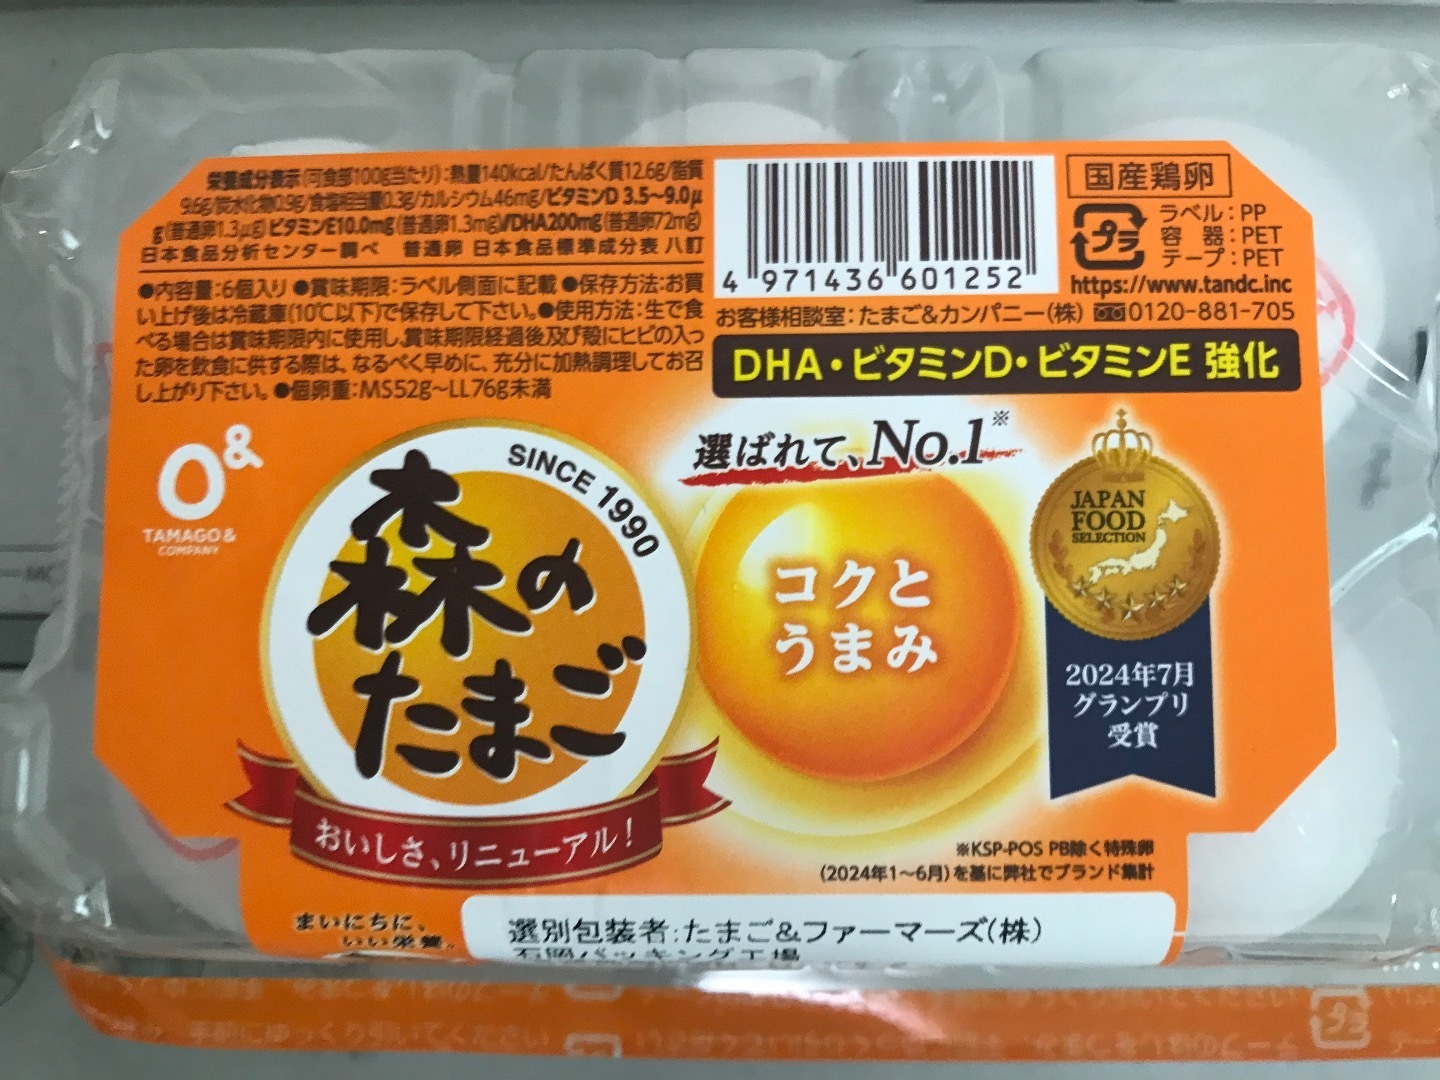 栄養成分表示(可食部100g当たり):熱量140kcal/たんぱく質12.6g/脂質
9.6g/炭水化物0.9g/食塩相当量0.3g/カルシウム46mg/ビタミンD 3.5~9.0μ
g(普通卵1.3μg)ビタミンE10.0mg(普通卵1.3mg)/DHA200mg(普通卵72mg)
日本食品分析センター調べ 普通卵 日本食品標準成分表 八訂
●内容量:6個入り ●賞味期限:ラベル側面に記載 ●保存方法:お買
い上げ後は冷蔵庫(10℃以下)で保存して下さい。●使用方法:生で食
べる場合は賞味期限内に使用し、賞味期限経過後及び殻にヒビの入っ
た卵を飲食に供する際は、なるべく早めに、充分に加熱調理してお召
し上がり下さい。●個卵重:MS52g~LL76g未満
4 971436 601252
国産鶏卵
プラ
ラベル:PP
容器:PET
テープ:PET
https://www.tandc.inc
お客様相談室:たまご&カンパニー(株) 0120-881-705
DHA・ビタミンD・ビタミンE 強化
O&
TAMAGO &
COMPANY
SINCE 1990
森の
たまご
おいしさ、リニューアル!
選ばれて、No.1※
コクと
うまみ
JAPAN
FOOD
SELECTION
2024年7月
グランプリ
受賞
※KSP-POS PB除く特殊卵
(2024年1~6月)を基に弊社でブランド集計
まいにちに、
いい栄養。
選別包装者:たまご&ファーマーズ(株)
石岡パッキング工場